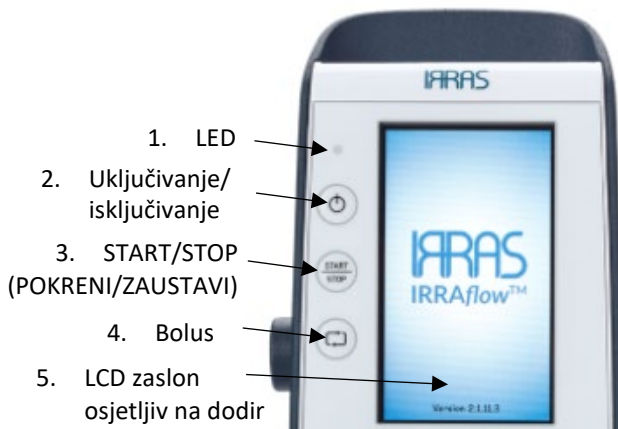 IRRAS
1. LED
2. Uključivanje/
isključivanje
3. START/STOP
(POKRENI/ZAUSTAVI)
START
STOP
4. Bolus
5. LCD zaslon
osjetljiv na dodir
IRRAS
IRRAflow™
Version 2.1.11.3